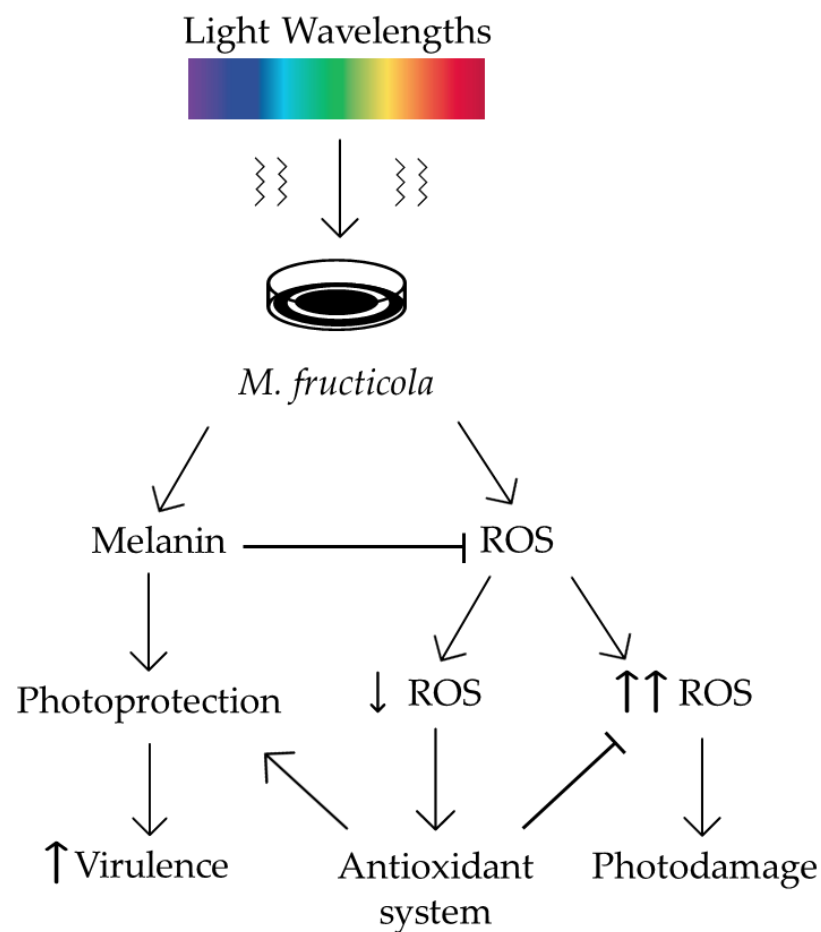 Light Wavelengths
M. fructicola
Melanin
ROS
Photoprotection
↓ ROS
↑↑ ROS
↑ Virulence
Antioxidant
system
Photodamage